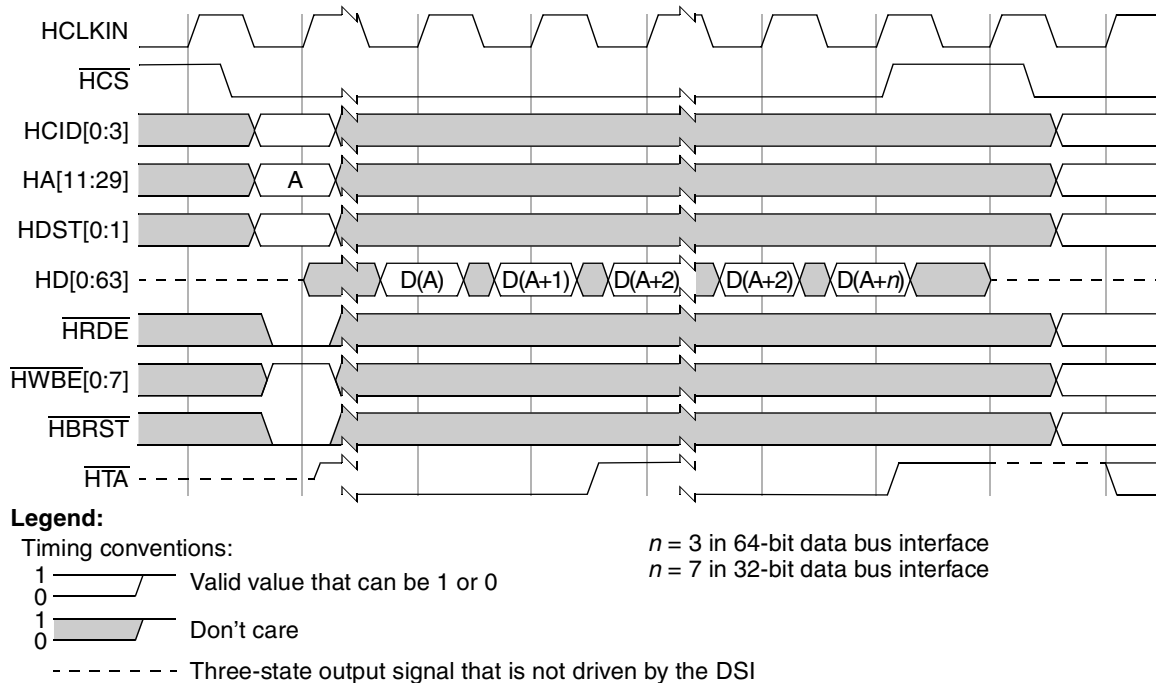 HCLKIN
HCS
HCID[0:3]
HA[11:29] A
HDST[0:1]
HD[0:63] D(A) D(A+1) D(A+2) D(A+2) D(A+n)
HRDE
HWBE[0:7]
HBRST
HTA
Legend:
Timing conventions:
n = 3 in 64-bit data bus interface
n = 7 in 32-bit data bus interface
1
0
Valid value that can be 1 or 0
1
0
Don't care
Three-state output signal that is not driven by the DSI